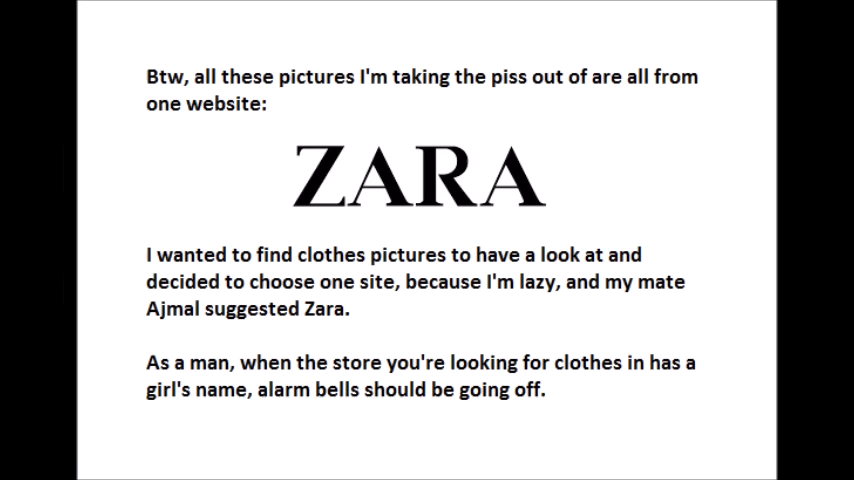 Btw, all these pictures I'm taking the piss out of are all from
one website:
ZARA
I wanted to find clothes pictures to have a look at and
decided to choose one site, because I'm lazy, and my mate
Ajmal suggested Zara.
As a man, when the store you're looking for clothes in has a
girl's name, alarm bells should be going off.